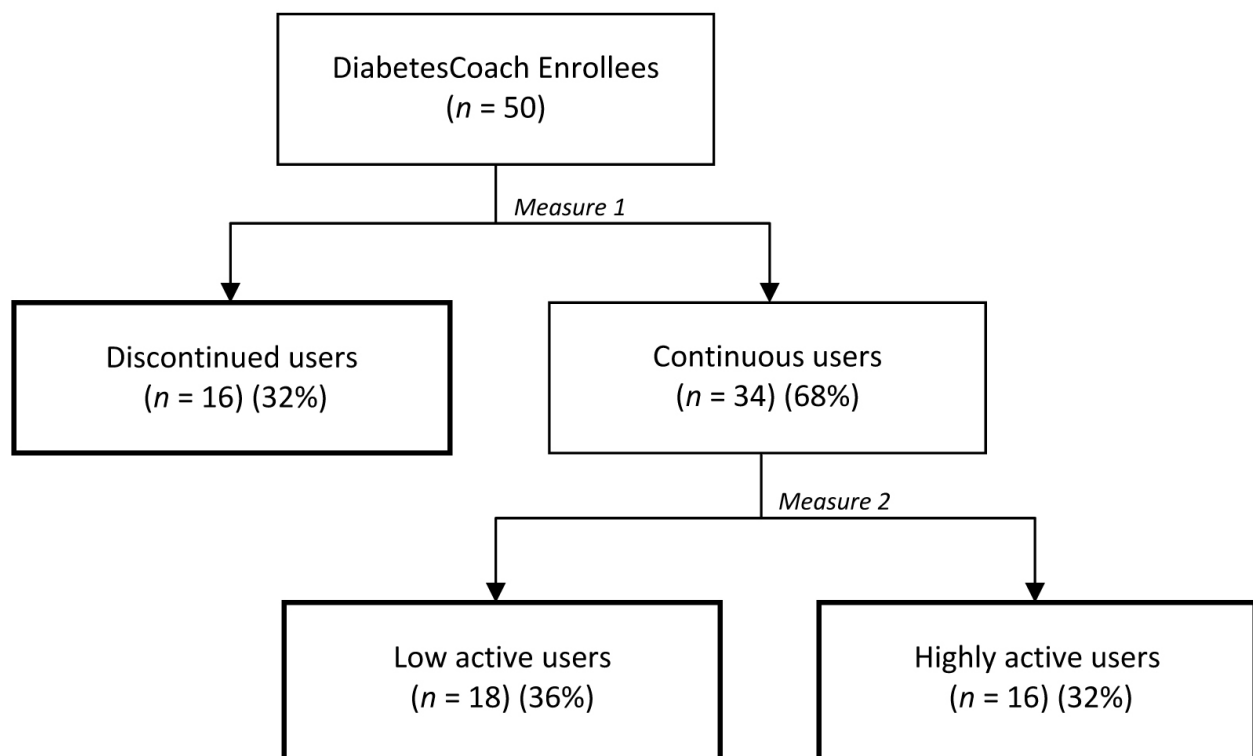 DiabetesCoach Enrollees
(n = 50)
Measure 1
Discontinued users
(n = 16) (32%)
Continuous users
(n = 34) (68%)
Measure 2
Low active users
(n = 18) (36%)
Highly active users
(n = 16) (32%)